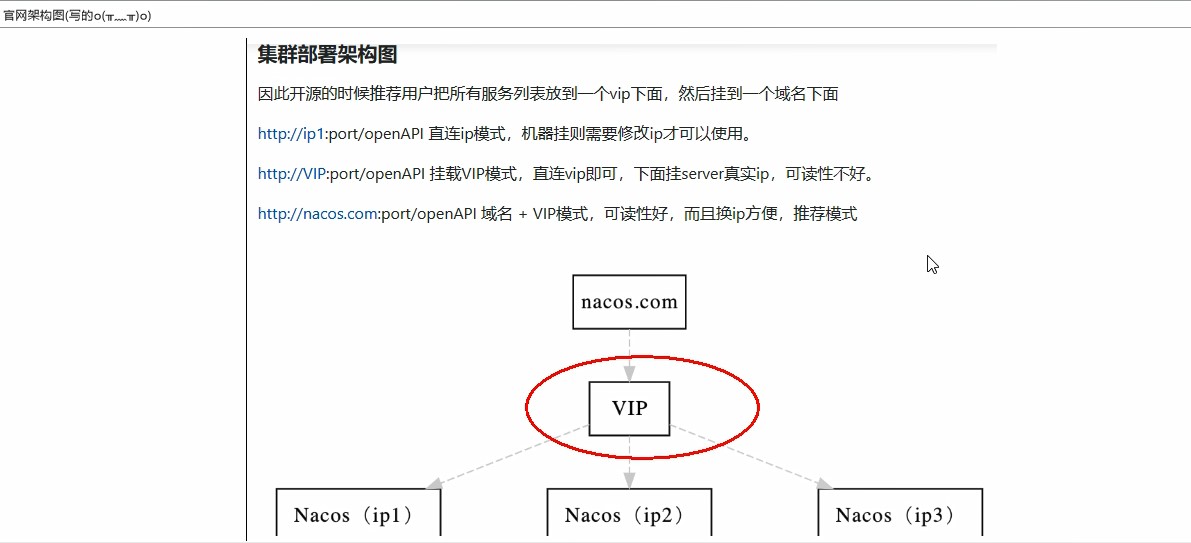 官网架构图(写的o(╥﹏╥)o)
集群部署架构图
因此开源的时候推荐用户把所有服务列表放到一个vip下面，然后挂到一个域名下面
http://ip1:port/openAPI 直连ip模式，机器挂则需要修改ip才可以使用。
http://VIP:port/openAPI 挂载VIP模式，直连vip即可，下面挂server真实ip，可读性不好。
http://nacos.com:port/openAPI 域名 + VIP模式，可读性好，而且换ip方便，推荐模式
nacos.com
VIP
Nacos（ip1）
Nacos（ip2）
Nacos（ip3）